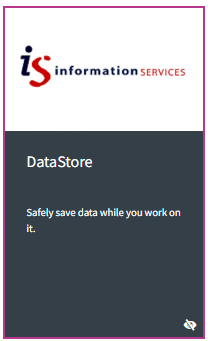 is information SERVICES
DataStore
Safely save data while you work on
it.